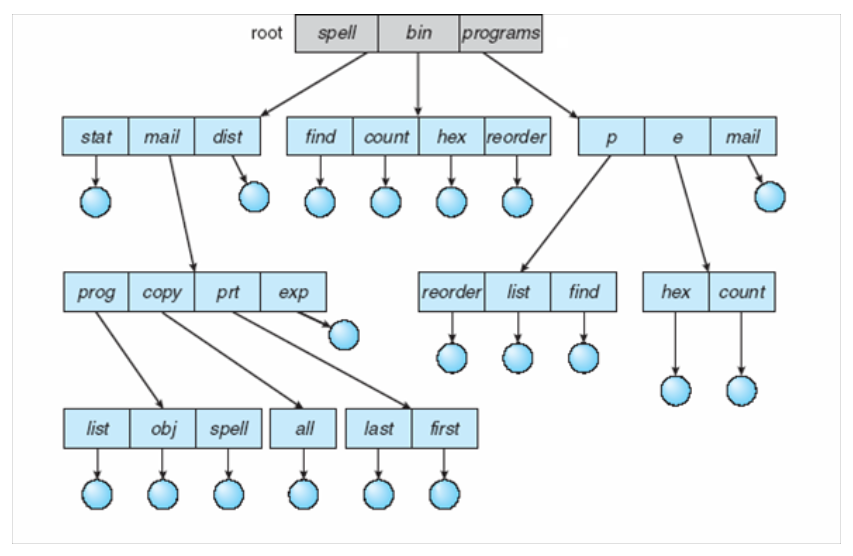 root spell bin programs
stat mail dist find count hex reorder p e mail
prog copy prt exp reorder list find hex count
list obj spell all last first